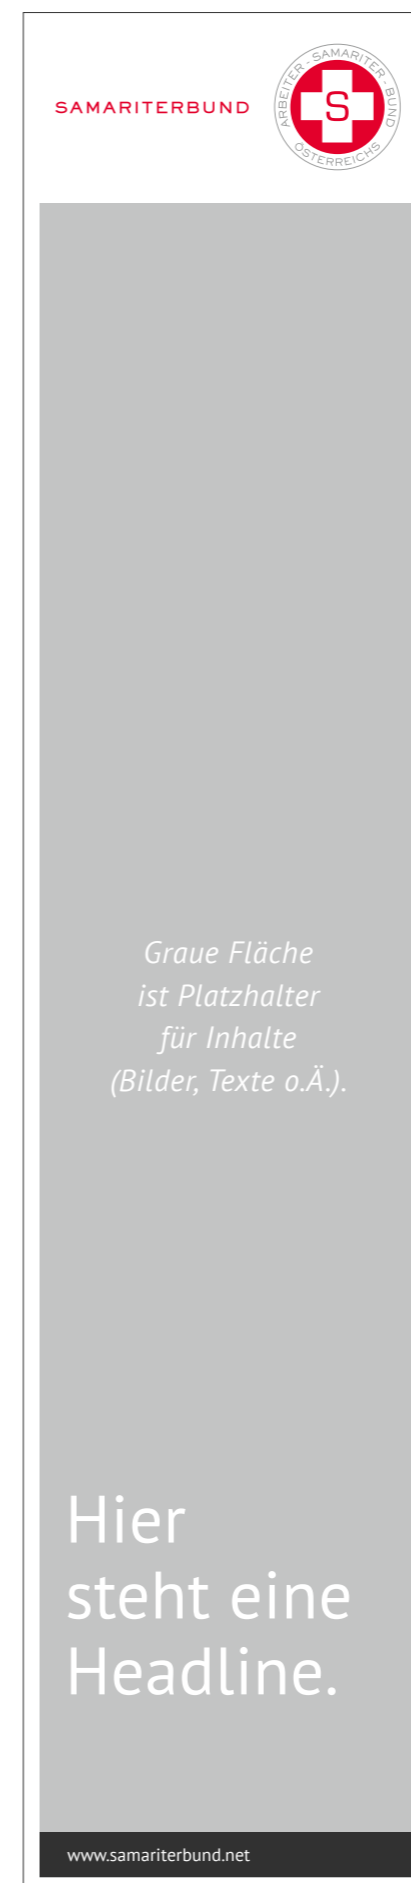 SAMARITERBUND
ARBEITER - SAMARITER - BUND
S
ÖSTERREICHS
Graue Fläche
ist Platzhalter
für Inhalte
(Bilder, Texte o.Ä.).
Hier
steht eine
Headline.
www.samariterbund.net